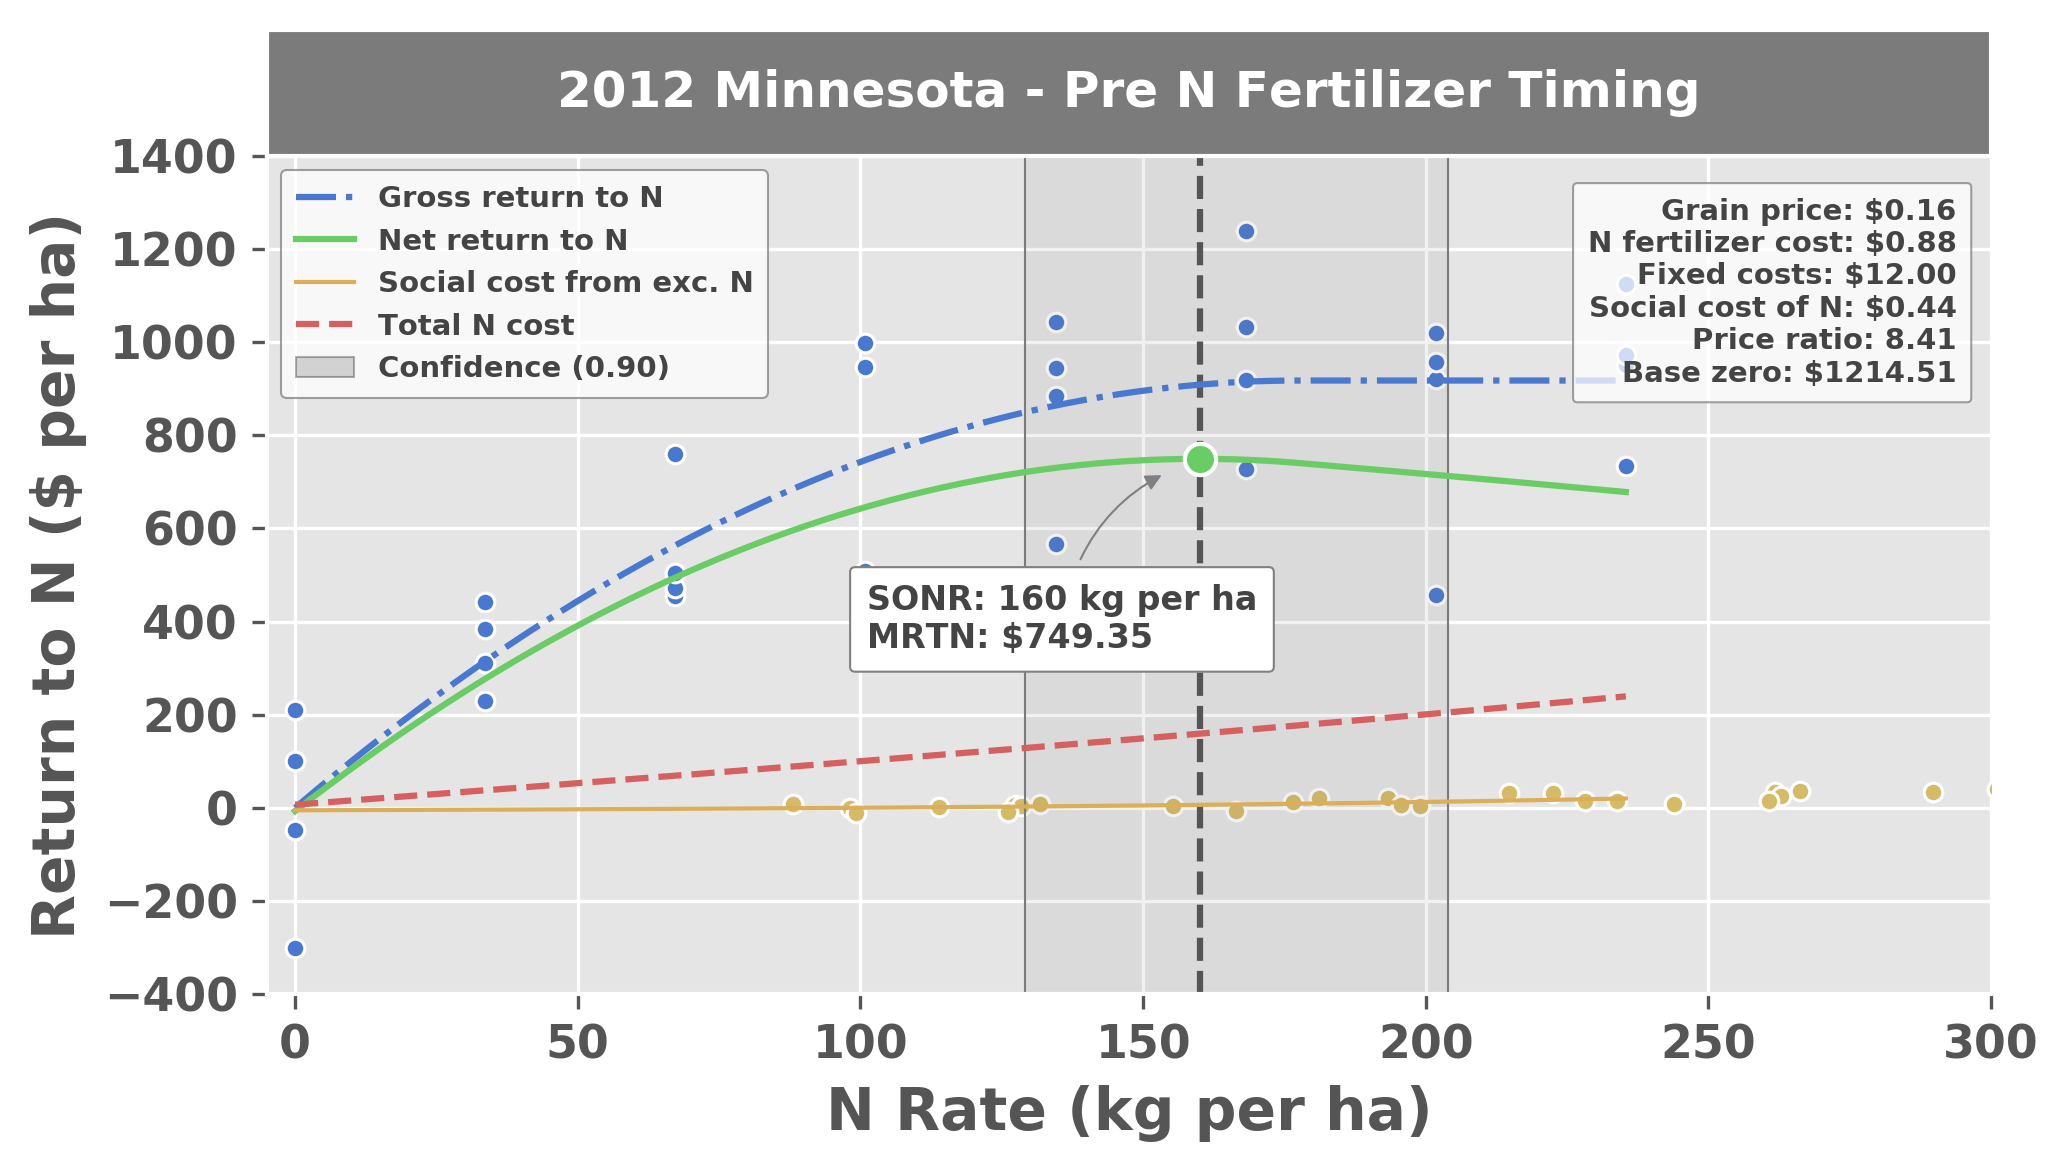 2012 Minnesota - Pre N Fertilizer Timing
Return to N ($ per ha)
1400
1200
1000
800
600
400
200
0
−200
−400
Gross return to N
Net return to N
Social cost from exc. N
Total N cost
Confidence (0.90)
Grain price: $0.16
N fertilizer cost: $0.88
Fixed costs: $12.00
Social cost of N: $0.44
Price ratio: 8.41
Base zero: $1214.51
SONR: 160 kg per ha
MRTN: $749.35
0 50 100 150 200 250 300
N Rate (kg per ha)